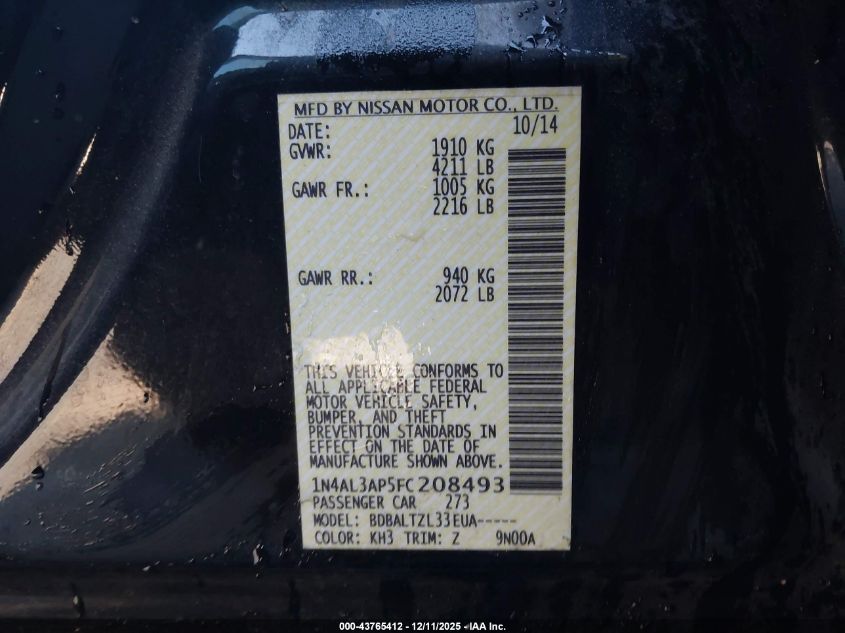 MFD BY NISSAN MOTOR CO., LTD.
DATE: 10/14
GVWR: 1910 KG
4211 LB
GAWR FR.: 1005 KG
2216 LB
GAWR RR.: 940 KG
2072 LB
THIS VEHICLE CONFORMS TO
ALL APPLICABLE FEDERAL
MOTOR VEHICLE SAFETY,
BUMPER, AND THEFT
PREVENTION STANDARDS IN
EFFECT ON THE DATE OF
MANUFACTURE SHOWN ABOVE.
1N4AL3AP5FC208493
PASSENGER CAR 273
MODEL: BDBALTZL33EUA-----
COLOR: KH3 TRIM: Z 9N00A
000-43765412 - 12/11/2025 - IAA Inc.